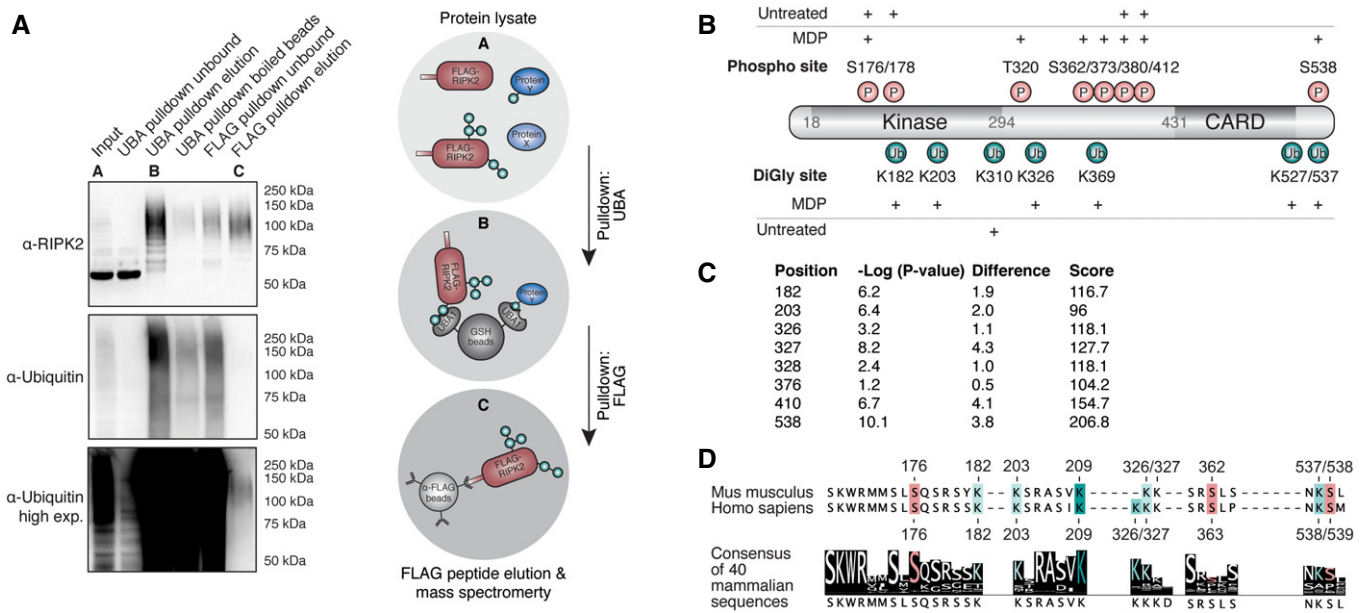 A
Input
UBA pulldown unbound
UBA pulldown elution
UBA pulldown boiled beads
FLAG pulldown unbound
FLAG pulldown elution
A B C
α-RIPK2
250 kDa
150 kDa
100 kDa
75 kDa
50 kDa
α-Ubiquitin
250 kDa
150 kDa
100 kDa
75 kDa
50 kDa
α-Ubiquitin
high exp.
250 kDa
150 kDa
100 kDa
75 kDa
50 kDa
Protein lysate
A
FLAG-
RIPK2
Protein
Y
FLAG-
RIPK2
Protein
X
Pulldown:
UBA
B
FLAG-
RIPK2
Protein
Y
UBA1
UBA1
GSH
beads
Pulldown:
FLAG
C
FLAG-
RIPK2
α-FLAG
beads
FLAG peptide elution &
mass spectromerty
B
Untreated + + + +
MDP + + + + + + +
Phospho site S176/178 T320 S362/373/380/412 S538
P P P P P P P P
18 Kinase 294 431 CARD
Ub Ub Ub Ub Ub Ub Ub
DiGly site K182 K203 K310 K326 K369 K527/537
MDP + + + + + +
Untreated +
C
Position -Log (P-value) Difference Score
182 6.2 1.9 116.7
203 6.4 2.0 96
326 3.2 1.1 118.1
327 8.2 4.3 127.7
328 2.4 1.0 118.1
376 1.2 0.5 104.2
410 6.7 4.1 154.7
538 10.1 3.8 206.8
D
176 182 203 209 326/327 362 537/538
Mus musculus SKWRMMSLSQSRSYK --- KSRASVK ---- KK -- SRSLS ------ NKSL
Homo sapiens SKWRMMSLSQSRSSK --- KSRASIK ---- KK -- SRSLP ------ NKSM
176 182 203 209 326/327 363 538/539
Consensus
of 40
mammalian
sequences
SKWRMMSLSQSRSSK KSRASVK KKKD SRSLS NKSL